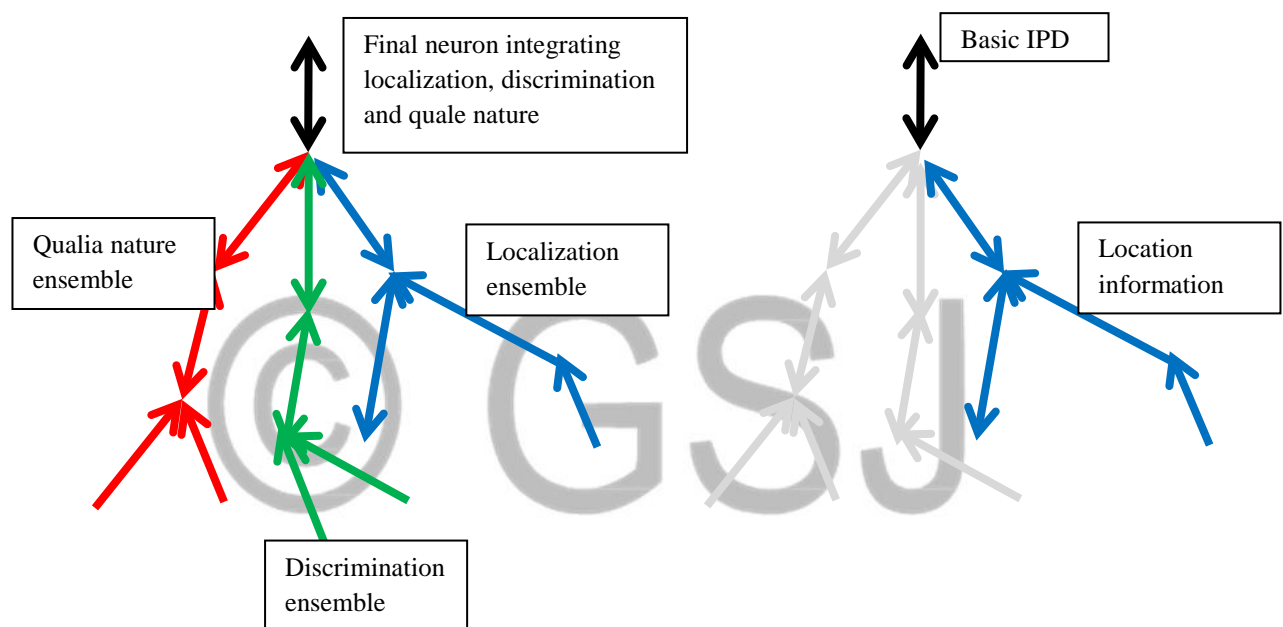 Final neuron integrating
localization, discrimination
and quale nature
Basic IPD
Qualia nature
ensemble
Localization
ensemble
Location
information
Discrimination
ensemble
© GSJ